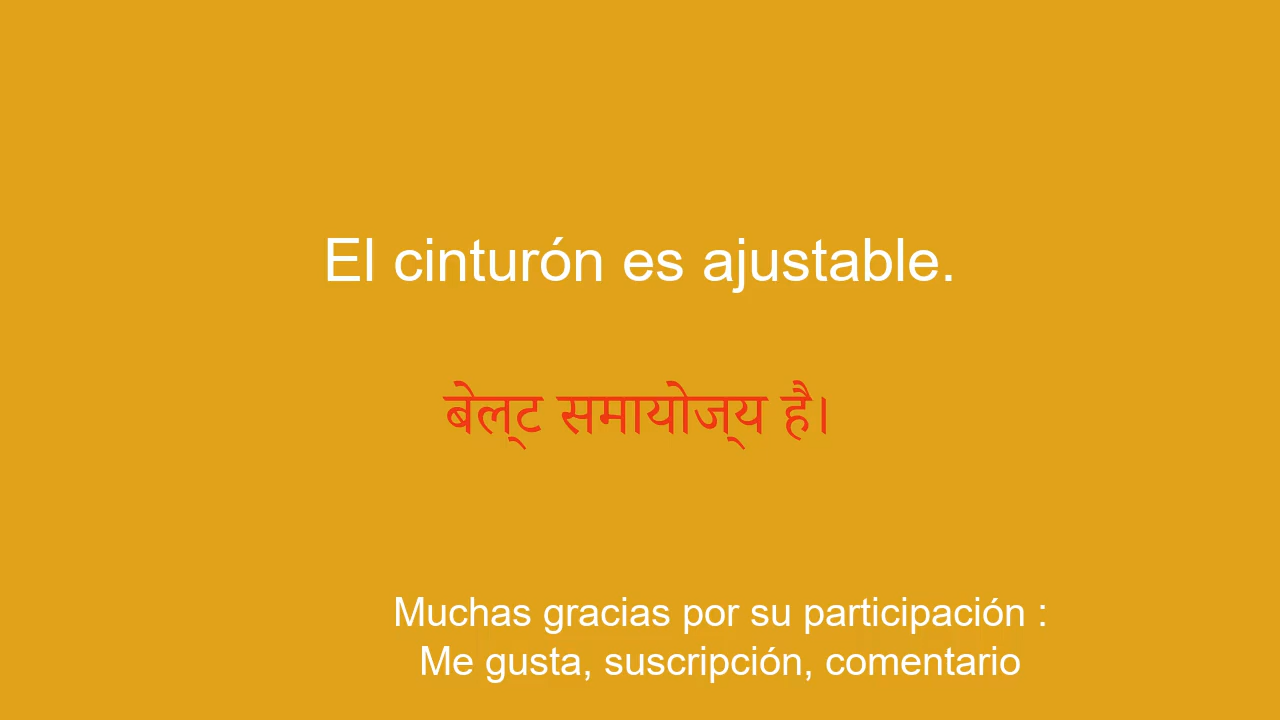 El cinturón es ajustable.
बेल्ट समायोज्य है।
Muchas gracias por su participación :
Me gusta, suscripción, comentario